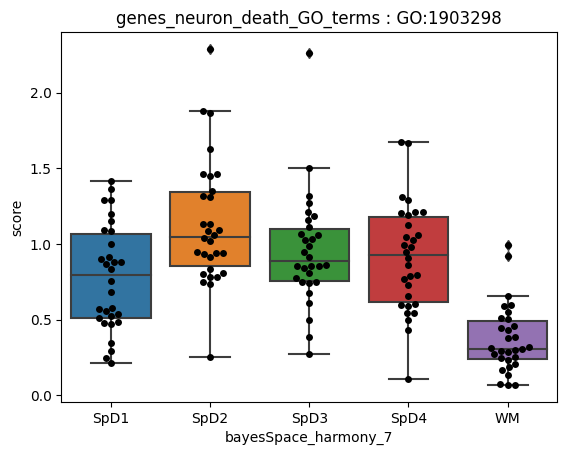 genes_neuron_death_GO_terms : GO:1903298
score
2.0
1.5
1.0
0.5
0.0
SpD1 SpD2 SpD3 SpD4 WM
bayesSpace_harmony_7